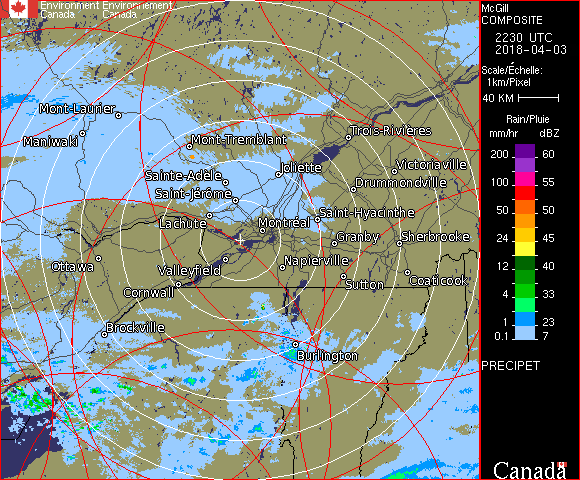 Environment Environnement
Canada Canada
McGill
COMPOSITE
2230 UTC
2018-04-03
Scale/Échelle:
1km/Pixel
40 KM
Rain/Pluie
mm/hr dBZ
200 60
100 55
50 50
24 45
12 40
4 33
1 23
0.1 7
PRECIPET
Canada
Mont-Laurier
Maniwaki
Mont-Tremblant
Trois-Rivières
Sainte-Adèle
Joliette
Victoriaville
Saint-Jérôme
Drummondville
Lachute
Montréal
Saint-Hyacinthe
Granby
Sherbrooke
Ottawa
Valleyfield
Napierville
Cornwall
Sutton
Coaticook
Brockville
Burlington